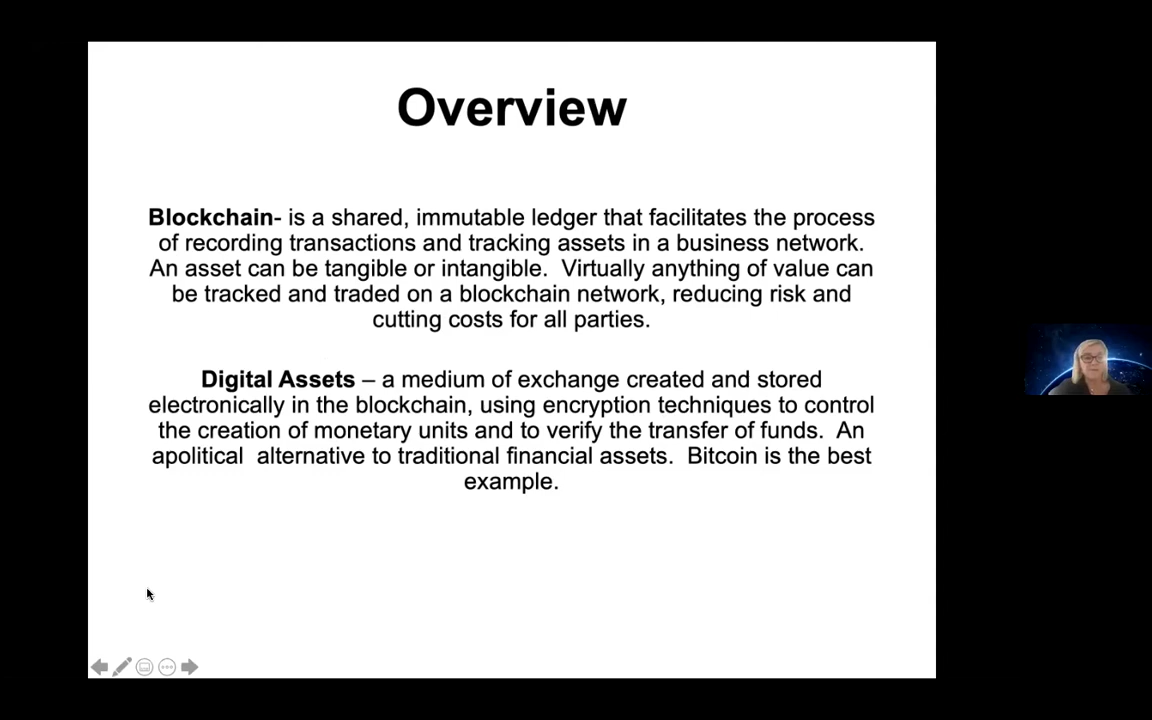 Overview
Blockchain- is a shared, immutable ledger that facilitates the process
of recording transactions and tracking assets in a business network.
An asset can be tangible or intangible.  Virtually anything of value can
be tracked and traded on a blockchain network, reducing risk and
cutting costs for all parties.
Digital Assets – a medium of exchange created and stored
electronically in the blockchain, using encryption techniques to control
the creation of monetary units and to verify the transfer of funds.  An
apolitical  alternative to traditional financial assets.  Bitcoin is the best
example.